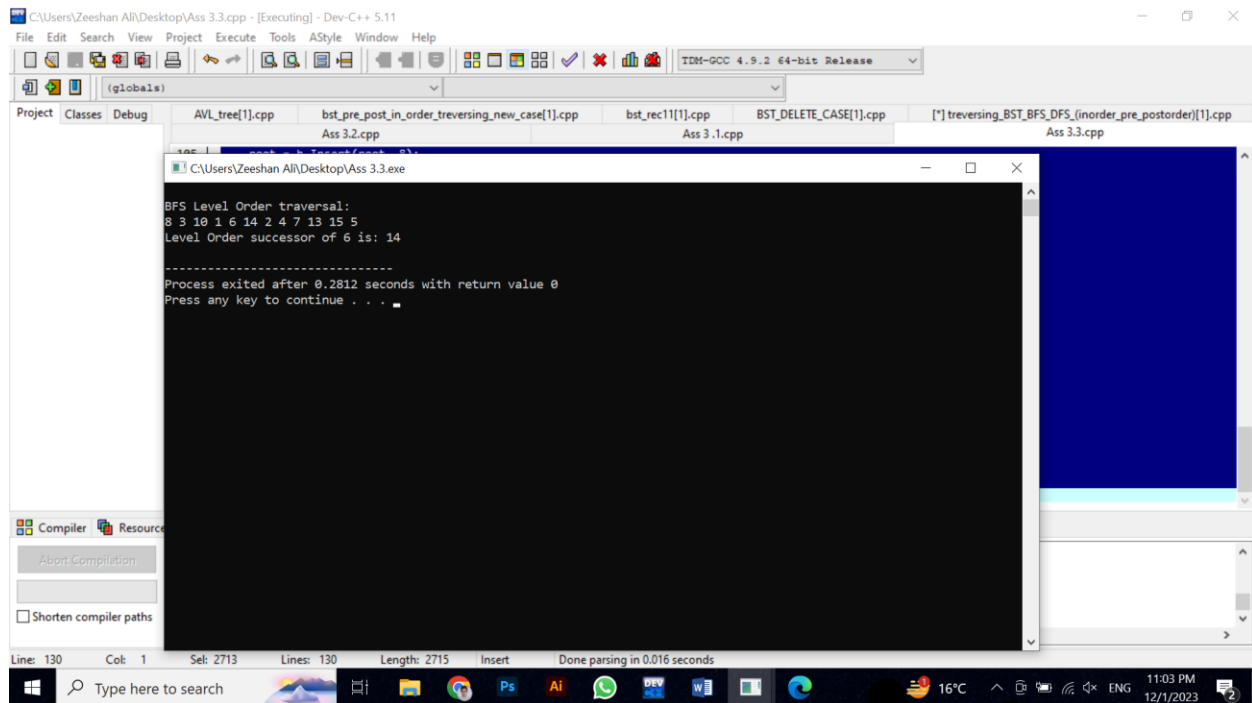 C:\Users\Zeeshan Ali\Desktop\Ass 3.3.cpp - [Executing] - Dev-C++ 5.11
File Edit Search View Project Execute Tools AStyle Window Help
TDM-GCC 4.9.2 64-bit Release
(globals)
Project Classes Debug
AVL_tree[1].cpp bst_pre_post_in_order_treversing_new_case[1].cpp bst_rec11[1].cpp BST_DELETE_CASE[1].cpp [*] treversing_BST_BFS_DFS_(inorder_pre_postorder)[1].cpp
Ass 3.2.cpp Ass 3 .1.cpp Ass 3.3.cpp
C:\Users\Zeeshan Ali\Desktop\Ass 3.3.exe
BFS Level Order traversal:
8 3 10 1 6 14 2 4 7 13 15 5
Level Order successor of 6 is: 14
--------------------------------
Process exited after 0.2812 seconds with return value 0
Press any key to continue . . .
Compiler Resource
Abort Compilation
Shorten compiler paths
Line: 130 Col: 1 Sel: 2713 Lines: 130 Length: 2715 Insert Done parsing in 0.016 seconds
Type here to search
Ps Ai DEV W
16°C ENG 11:03 PM
12/1/2023
2